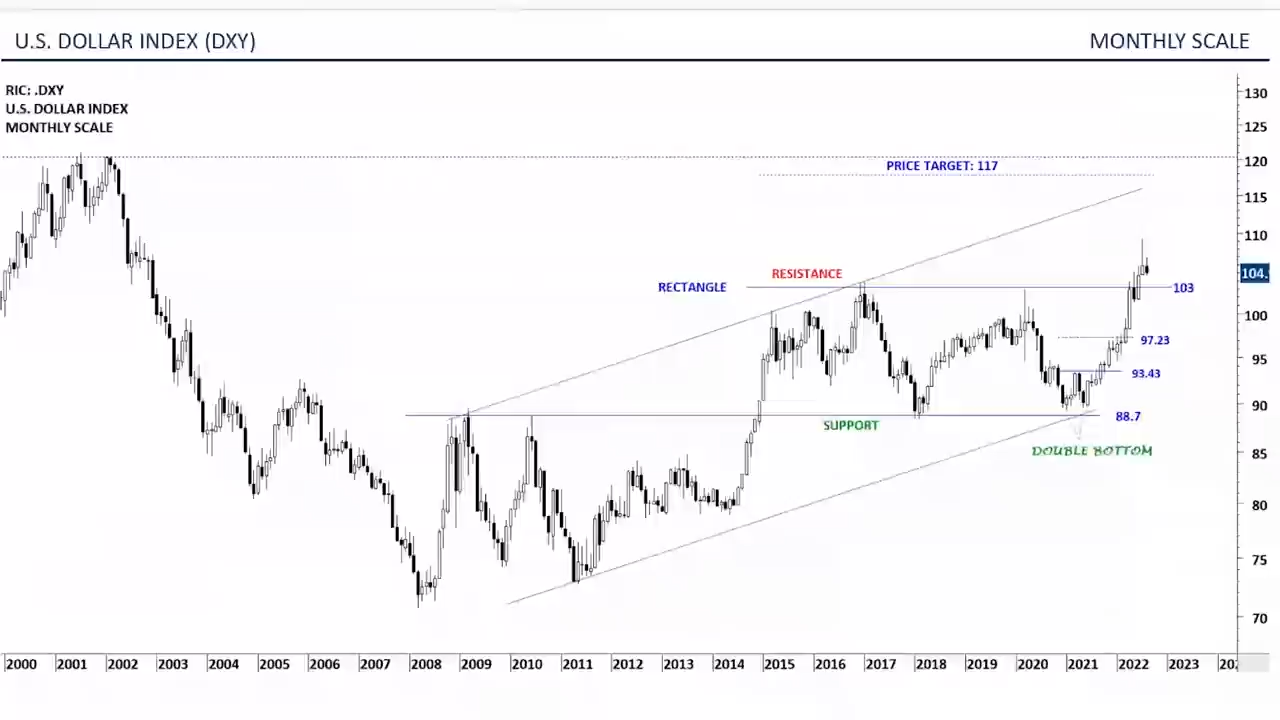 U.S. DOLLAR INDEX (DXY)
MONTHLY SCALE
RIC: .DXY
U.S. DOLLAR INDEX
MONTHLY SCALE
130
125
120
PRICE TARGET: 117
115
110
RESISTANCE
104.
RECTANGLE
103
100
97.23
95
93.43
90
88.7
SUPPORT
DOUBLE BOTTOM
85
80
75
70
2000 2001 2002 2003 2004 2005 2006 2007 2008 2009 2010 2011 2012 2013 2014 2015 2016 2017 2018 2019 2020 2021 2022 2023 202